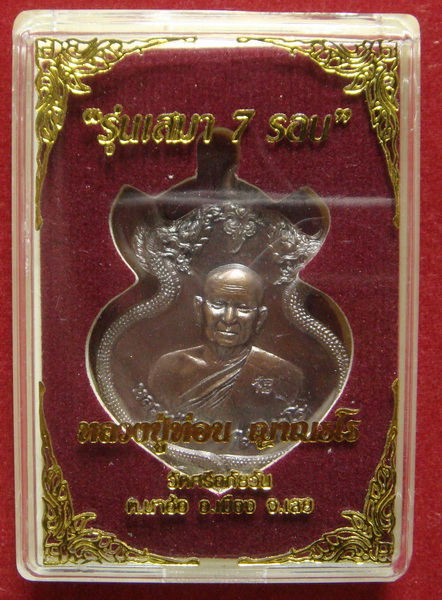 "รุ่นเสมา 7 รอบ"
หลวงปู่ท่อน ญาณธโร
วัดศรีอภัยวัน
ต.นาอ้อ อ.เมือง จ.เลย